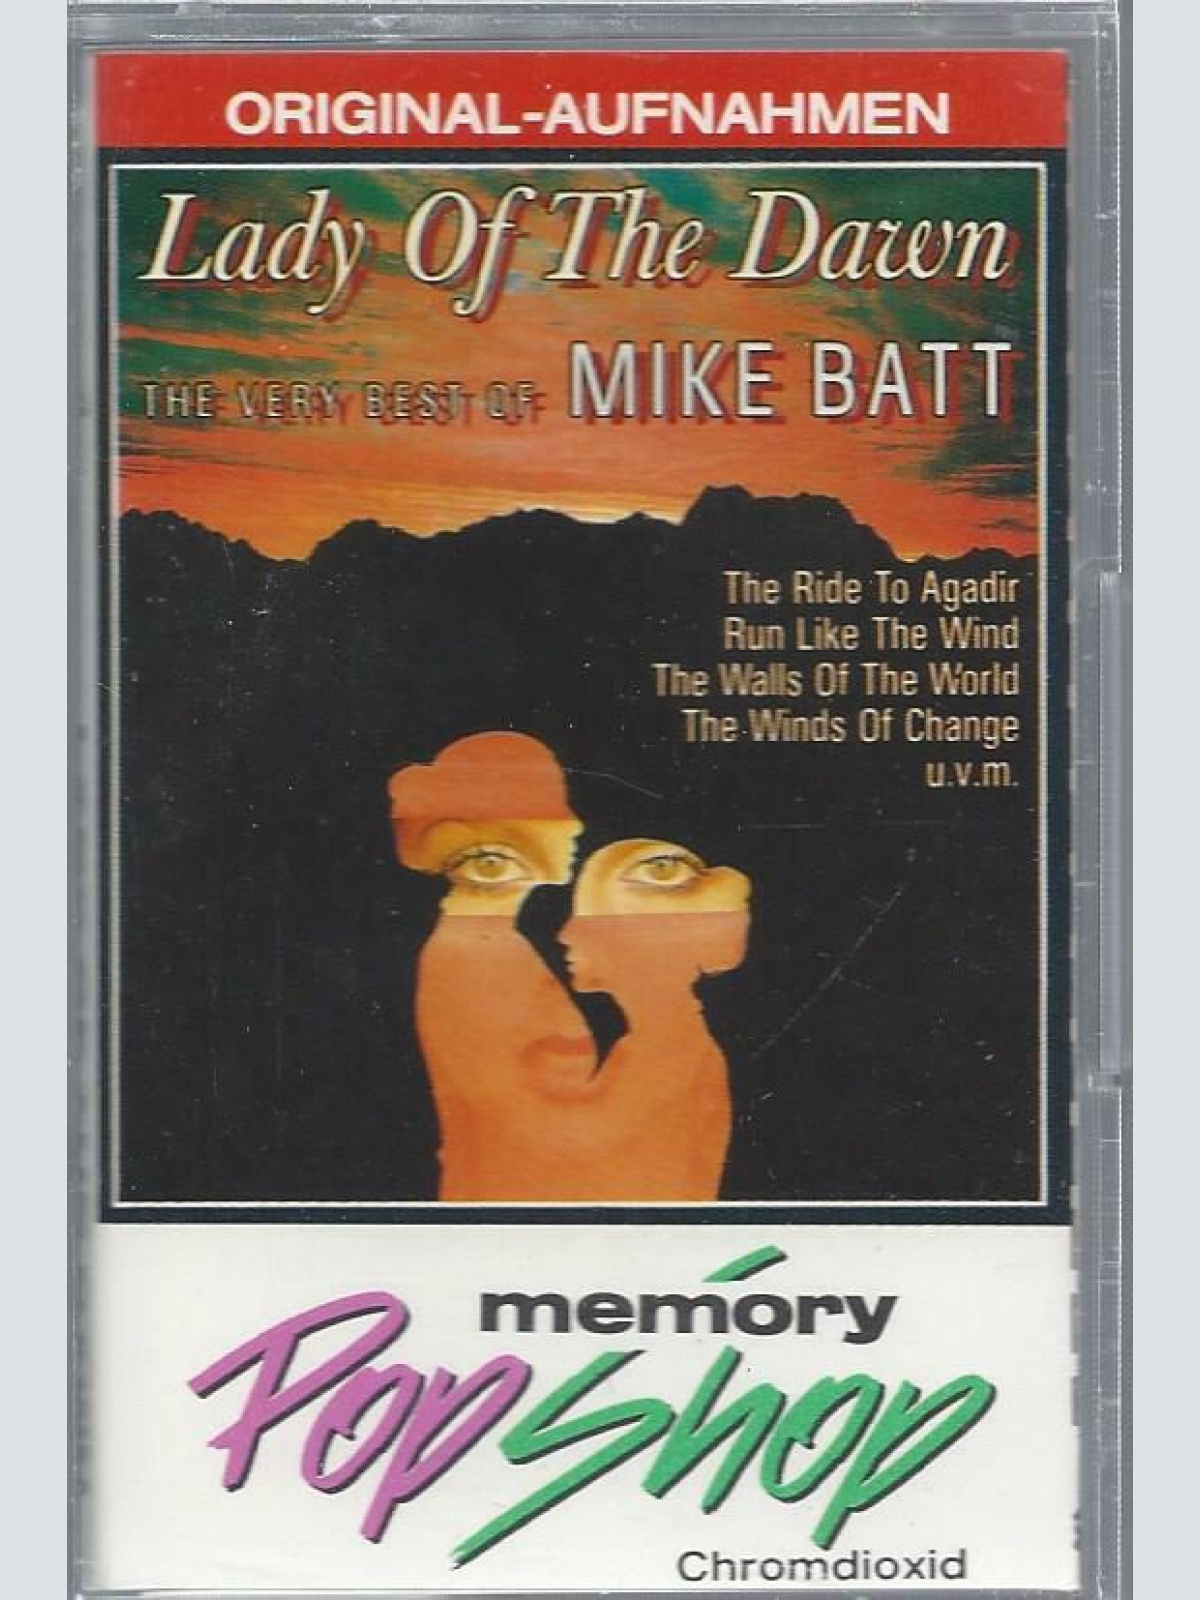 ORIGINAL-AUFNAHMEN
Lady Of The Dawn
THE VERY BEST OF MIKE BATT
The Ride To Agadir
Run Like The Wind
The Walls Of The World
The Winds Of Change
u.v.m.
memory
PopShop
Chromdioxid